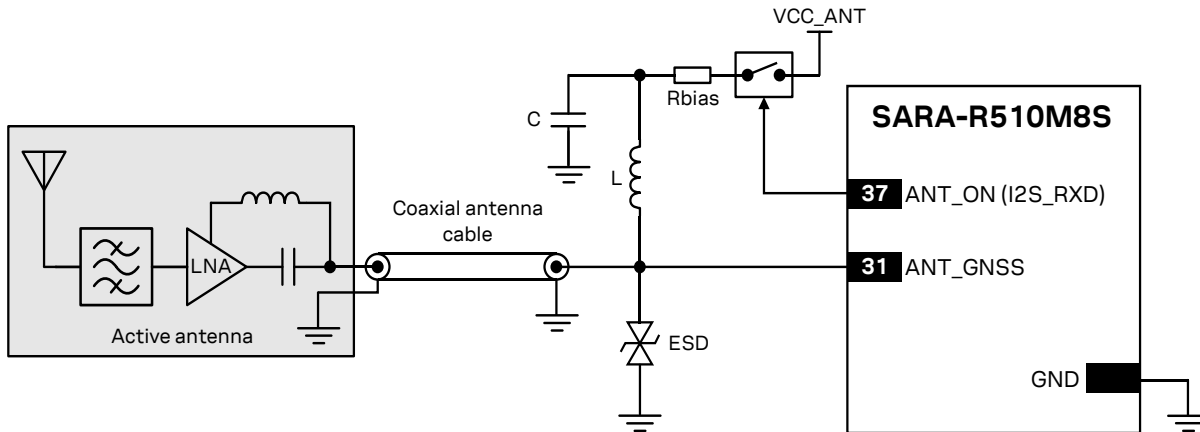 VCC_ANT
Rbias
C
L
SARA-R510M8S
37 ANT_ON (I2S_RXD)
Coaxial antenna
cable
LNA
31 ANT_GNSS
Active antenna
ESD
GND